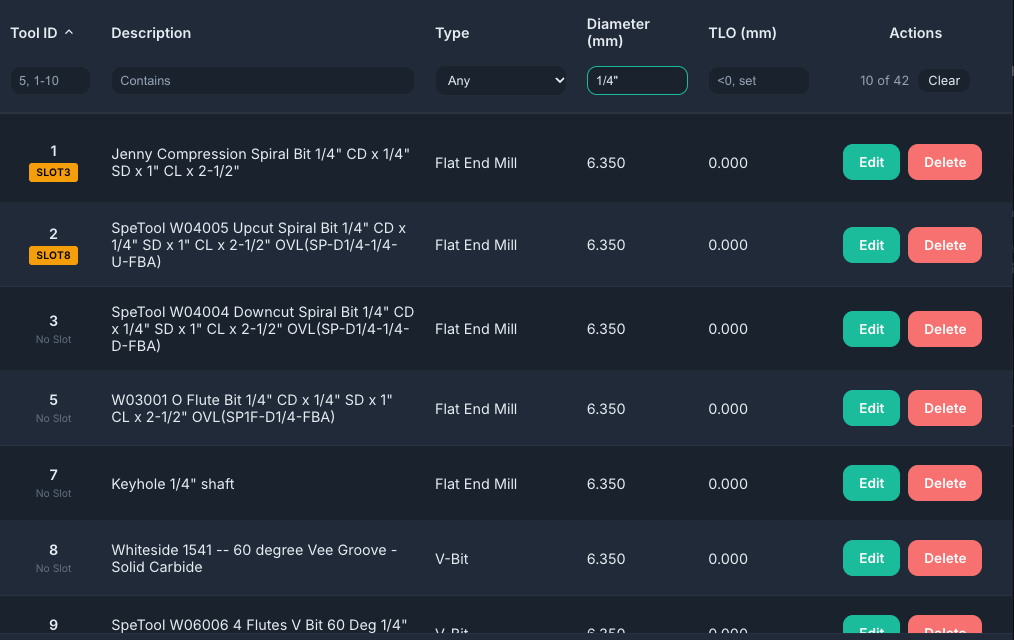 Tool ID ^ Description Type Diameter (mm) TLO (mm) Actions
5, 1-10 Contains Any 1/4" <0, set 10 of 42 Clear
1
SLOT3
Jenny Compression Spiral Bit 1/4" CD x 1/4"
SD x 1" CL x 2-1/2"
Flat End Mill 6.350 0.000 Edit Delete
2
SLOT8
SpeTool W04005 Upcut Spiral Bit 1/4" CD x
1/4" SD x 1" CL x 2-1/2" OVL(SP-D1/4-1/4-
U-FBA)
Flat End Mill 6.350 0.000 Edit Delete
3
No Slot
SpeTool W04004 Downcut Spiral Bit 1/4" CD
x 1/4" SD x 1" CL x 2-1/2" OVL(SP-D1/4-1/4-
D-FBA)
Flat End Mill 6.350 0.000 Edit Delete
5
No Slot
W03001 O Flute Bit 1/4" CD x 1/4" SD x 1"
CL x 2-1/2" OVL(SP1F-D1/4-FBA)
Flat End Mill 6.350 0.000 Edit Delete
7
No Slot
Keyhole 1/4" shaft
Flat End Mill 6.350 0.000 Edit Delete
8
No Slot
Whiteside 1541 -- 60 degree Vee Groove -
Solid Carbide
V-Bit 6.350 0.000 Edit Delete
9
SpeTool W06006 4 Flutes V Bit 60 Deg 1/4"
V-Bit 6.350 0.000 Edit Delete